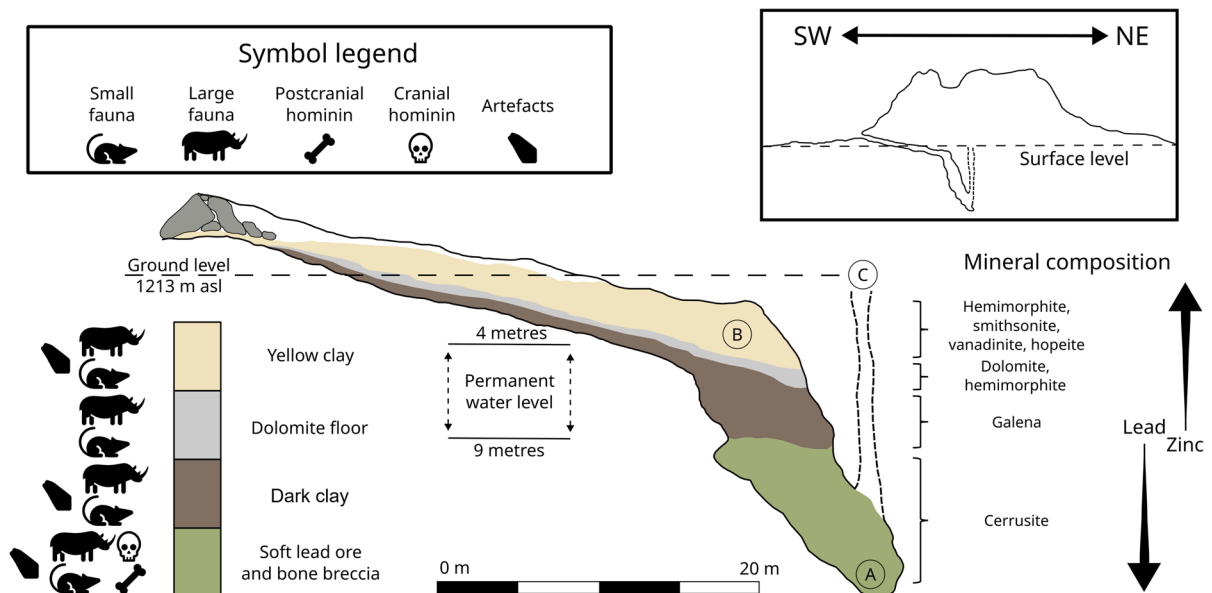 Symbol legend
Small
fauna
Large
fauna
Postcranial
hominin
Cranial
hominin
Artefacts
SW
NE
Surface level
Ground level
1213 m asl
C
B
A
4 metres
Permanent
water level
9 metres
Yellow clay
Dolomite floor
Dark clay
Soft lead ore
and bone breccia
0 m
20 m
Mineral composition
Hemimorphite,
smithsonite,
vanadinite, hopeite
Dolomite,
hemimorphite
Galena
Cerrusite
Lead
Zinc